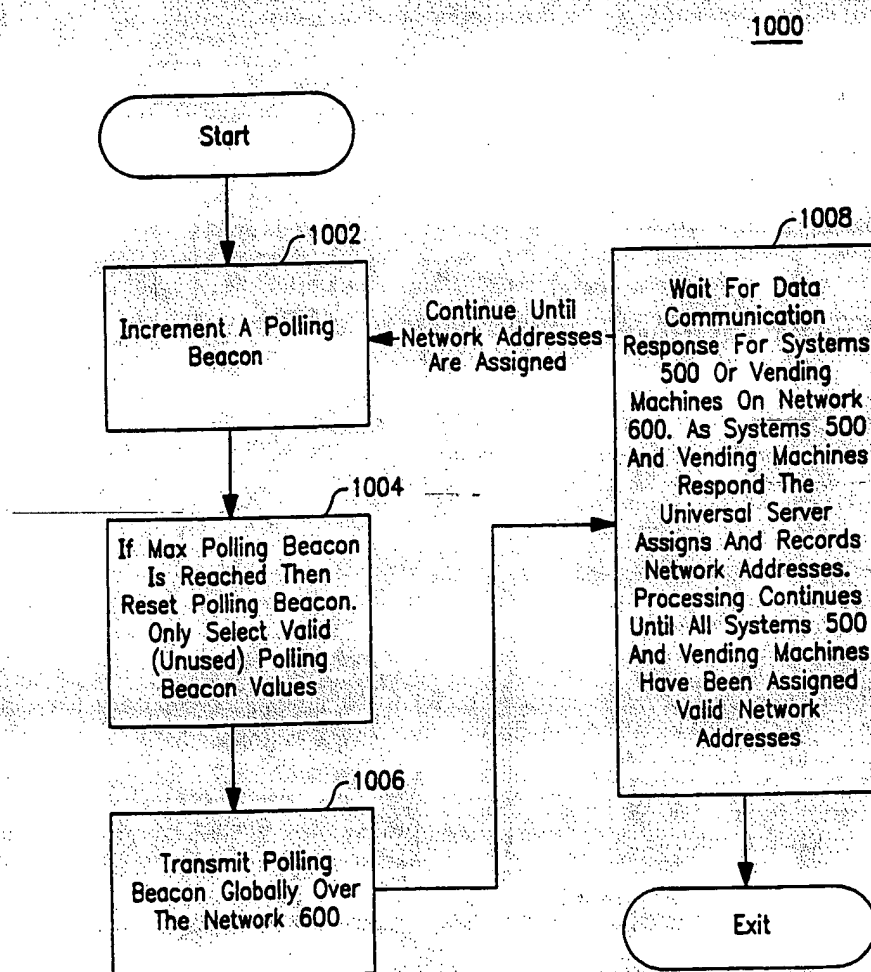 1000
Start
1002
Increment A Polling
Beacon
1004
If Max Polling Beacon
Is Reached Then
Reset Polling Beacon.
Only Select Valid
(Unused) Polling
Beacon Values
1006
Transmit Polling
Beacon Globally Over
The Network 600
Continue Until
Network Addresses
Are Assigned
1008
Wait For Data
Communication
Response For Systems
500 Or Vending
Machines On Network
600. As Systems 500
And Vending Machines
Respond The
Universal Server
Assigns And Records
Network Addresses.
Processing Continues
Until All Systems 500
And Vending Machines
Have Been Assigned
Valid Network
Addresses
Exit